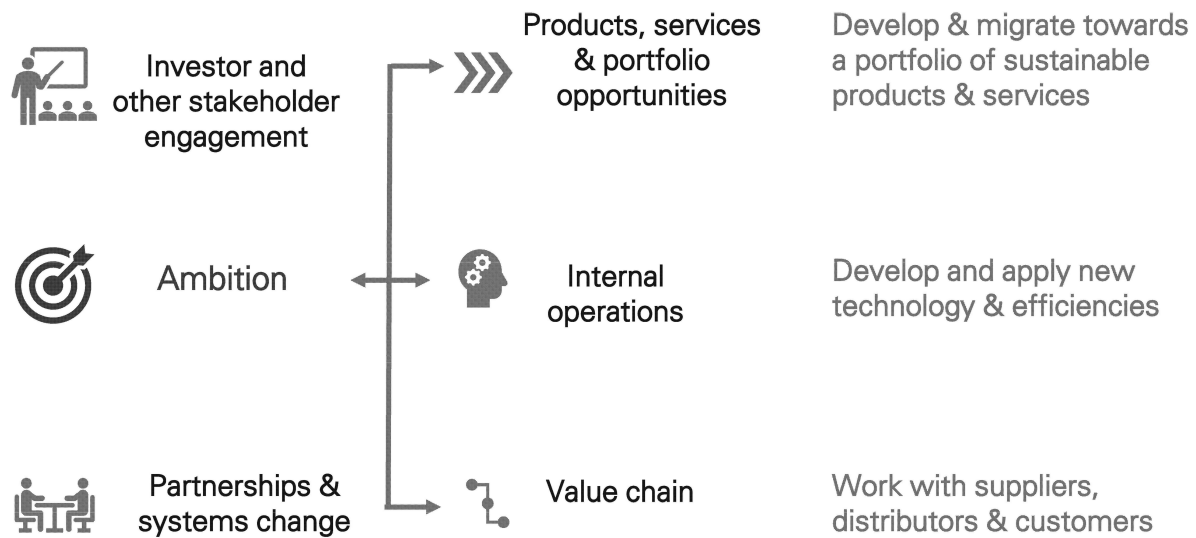 Investor and
other stakeholder
engagement
Products, services
& portfolio
opportunities
Develop & migrate towards
a portfolio of sustainable
products & services
Ambition
Internal
operations
Develop and apply new
technology & efficiencies
Partnerships &
systems change
Value chain
Work with suppliers,
distributors & customers